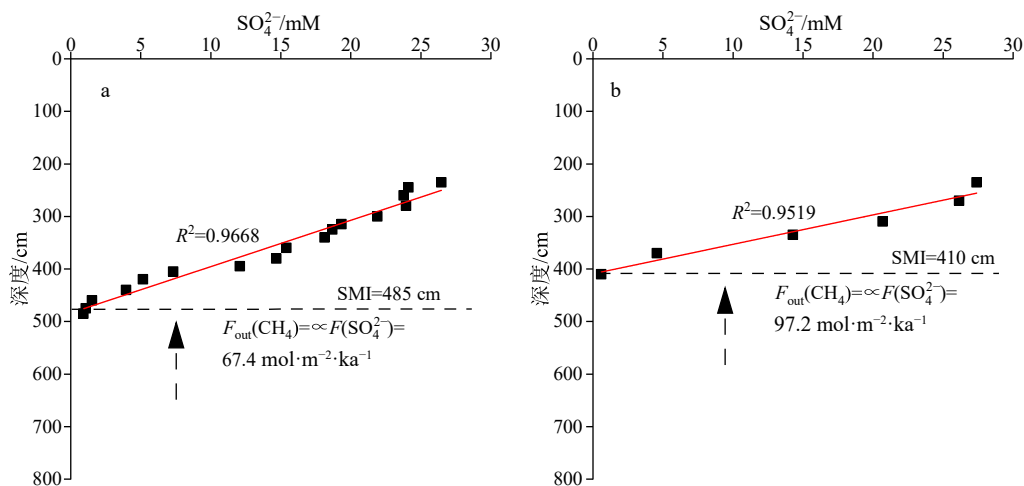 SO₄²⁻/mM
0 5 10 15 20 25 30
0
100
200
300
400
500
600
700
800
深度/cm
a
R²=0.9668
SMI=485 cm
F_out(CH₄)=∝F(SO₄²⁻)=
67.4 mol·m⁻²·ka⁻¹
SO₄²⁻/mM
0 5 10 15 20 25 30
0
100
200
300
400
500
600
700
800
深度/cm
b
R²=0.9519
SMI=410 cm
F_out(CH₄)=∝F(SO₄²⁻)=
97.2 mol·m⁻²·ka⁻¹